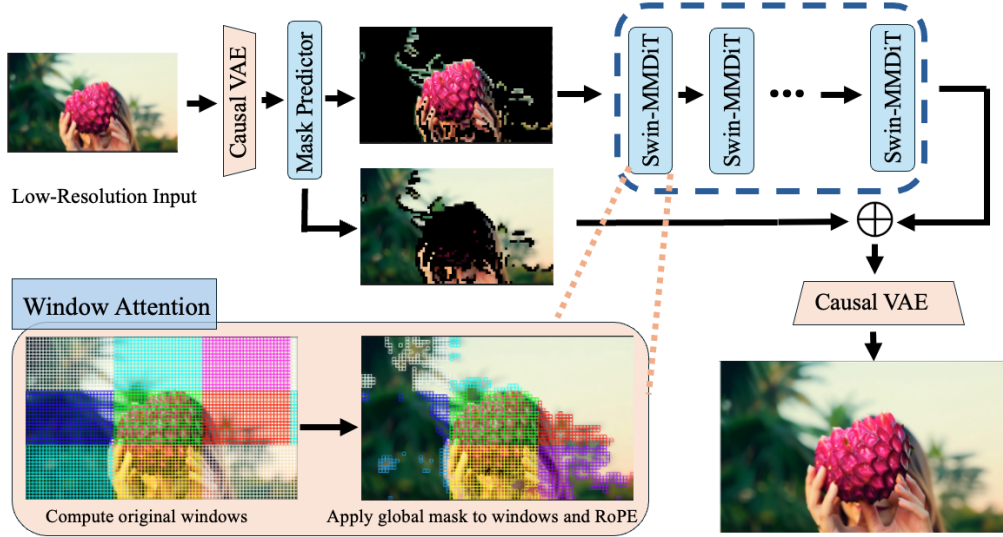 Causal VAE
Mask Predictor
Swin-MMDiT
Swin-MMDiT
Swin-MMDiT
Low-Resolution Input
Window Attention
Causal VAE
Compute original windows
Apply global mask to windows and RoPE